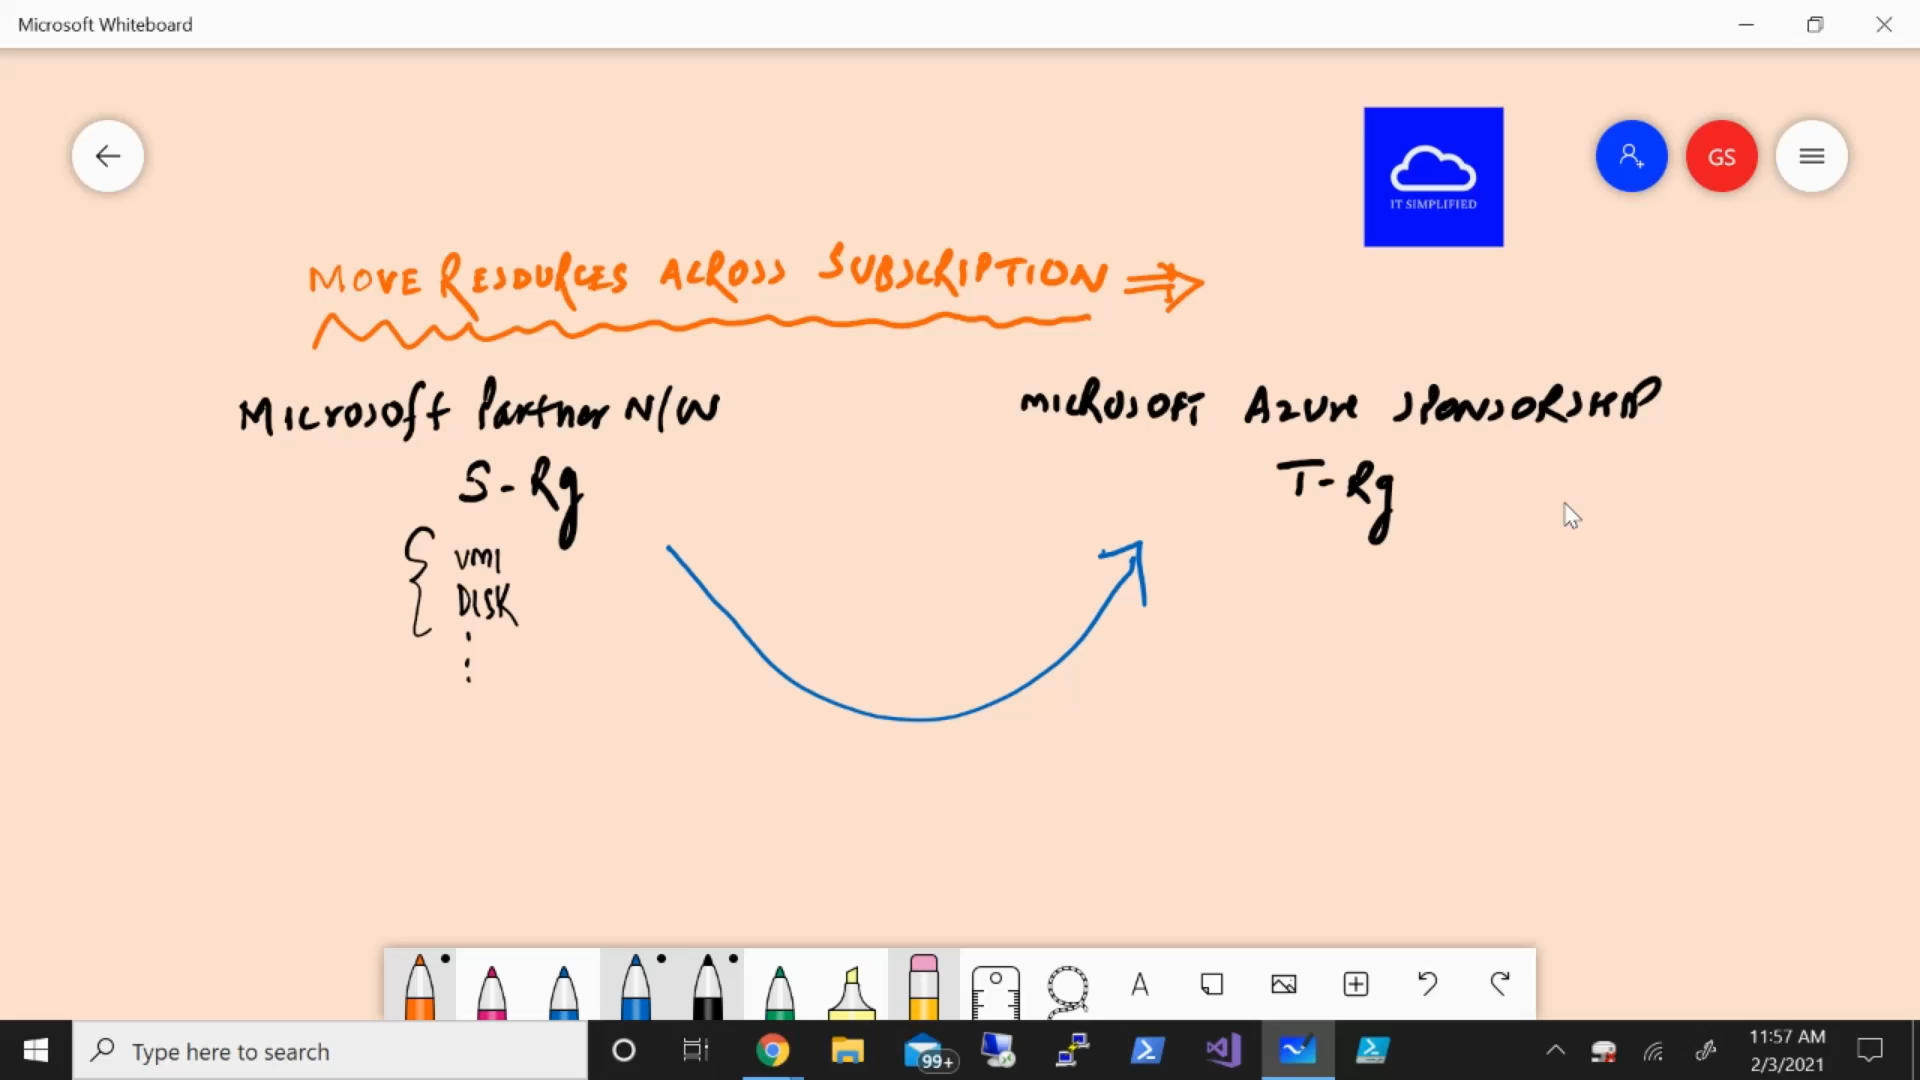 Microsoft Whiteboard
IT SIMPLIFIED
GS
MOVE RESOURCES ACROSS SUBSCRIPTION
Microsoft Partner N/W
MICROSOFT AZURE SPONSORSHIP
S-Rg
T-Rg
VM1
DISK
A
Type here to search
99+
11:57 AM
2/3/2021